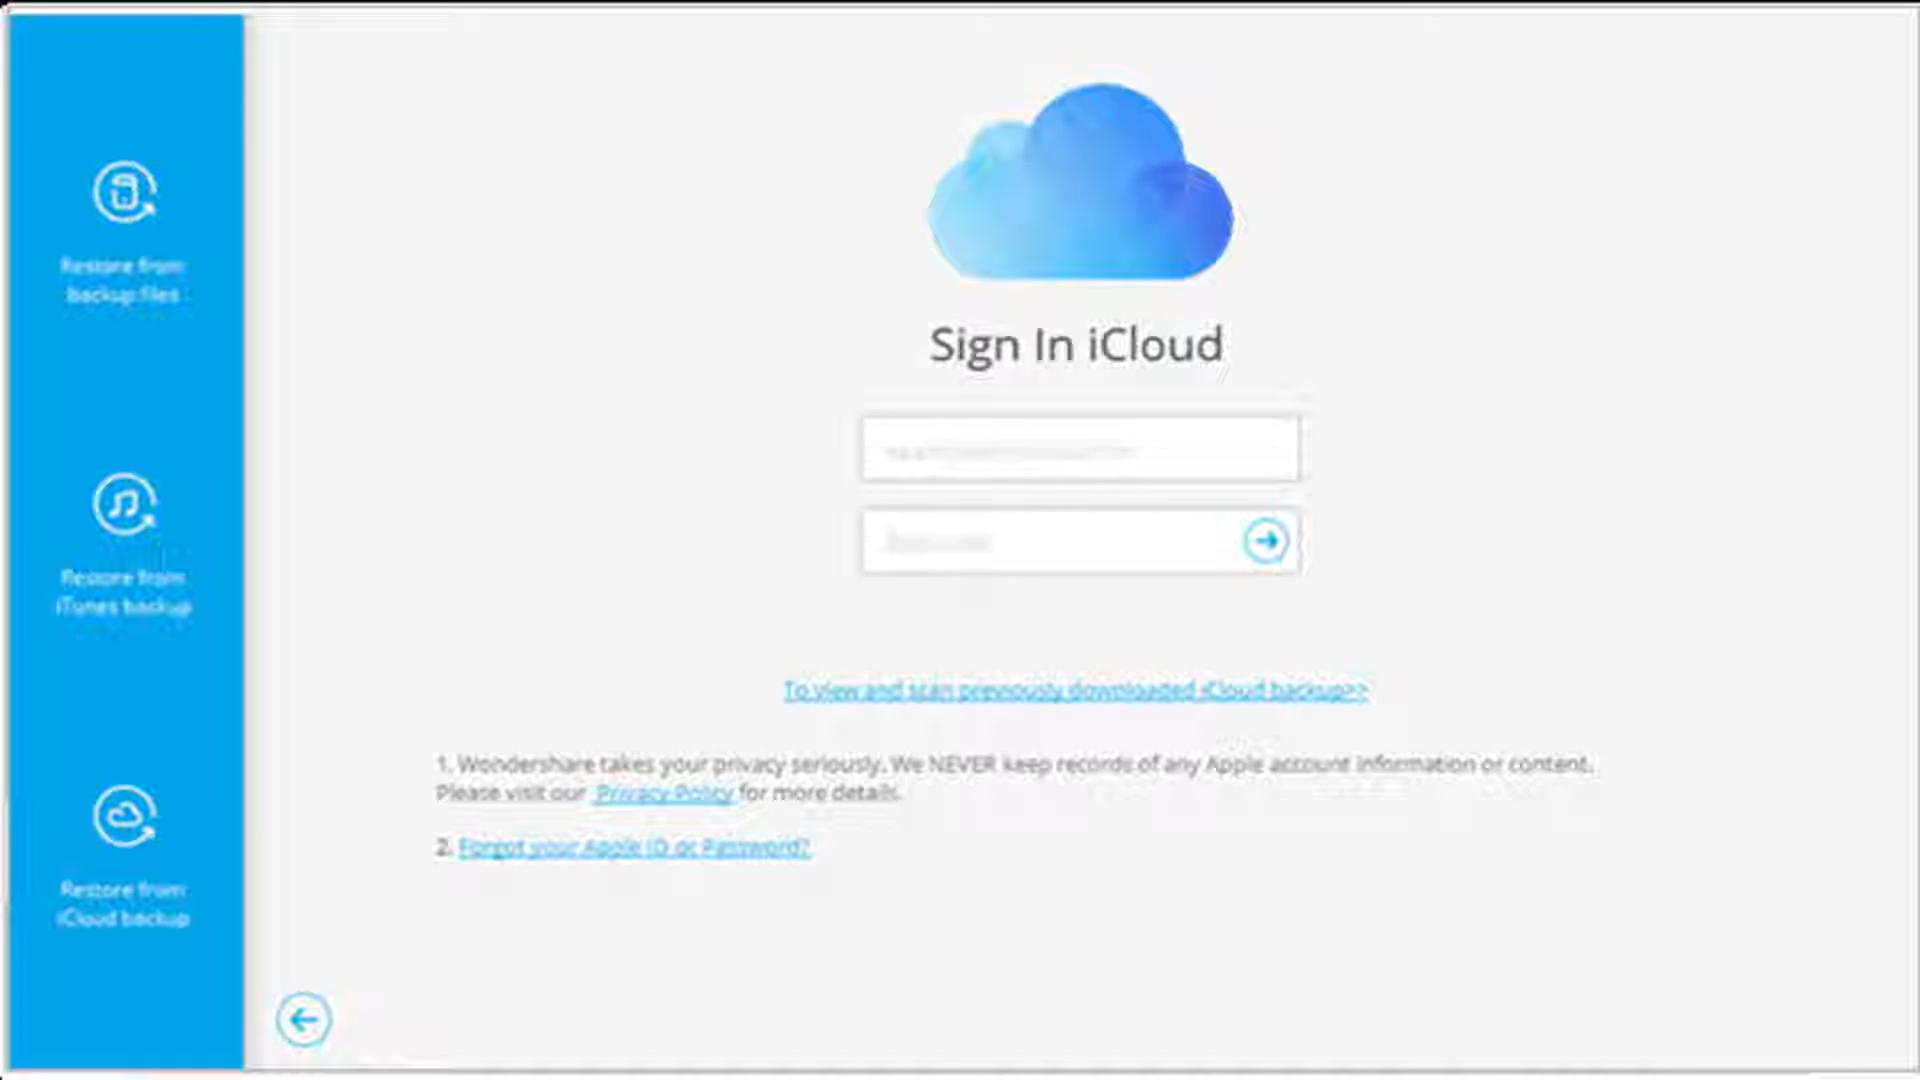 Restore from
backup files
Restore from
iTunes backup
Restore from
iCloud backup
Sign In iCloud
To view and scan previously downloaded iCloud backup>>
1. Wondershare takes your privacy seriously. We NEVER keep records of any Apple account information or content.
Please visit our Privacy Policy for more details.
2. Forgot your Apple ID or Password?